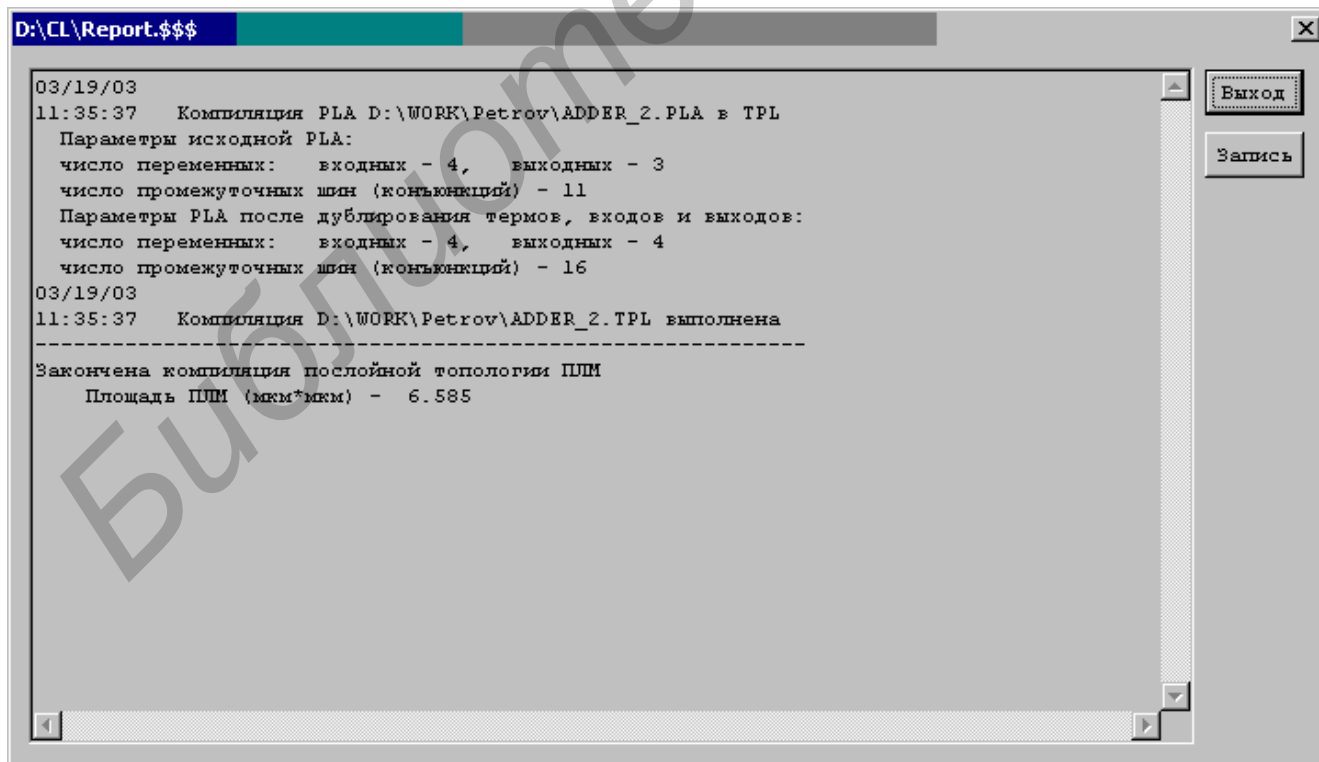 D:\CL\Report.$$$
03/19/03
11:35:37 Компиляция PLA D:\WORK\Petrov\ADDER_2.PLA в TPL
Параметры исходной PLA:
число переменных: входных - 4, выходных - 3
число промежуточных шин (конъюнкций) - 11
Параметры PLA после дублирования термов, входов и выходов:
число переменных: входных - 4, выходных - 4
число промежуточных шин (конъюнкций) - 16
03/19/03
11:35:37 Компиляция D:\WORK\Petrov\ADDER_2.TPL выполнена
------------------------------------------------------------
Закончена компиляция послойной топологии ПЛМ
Площадь ПЛМ (мкм*мкм) - 6.585
Выход
Запись
Библиоте